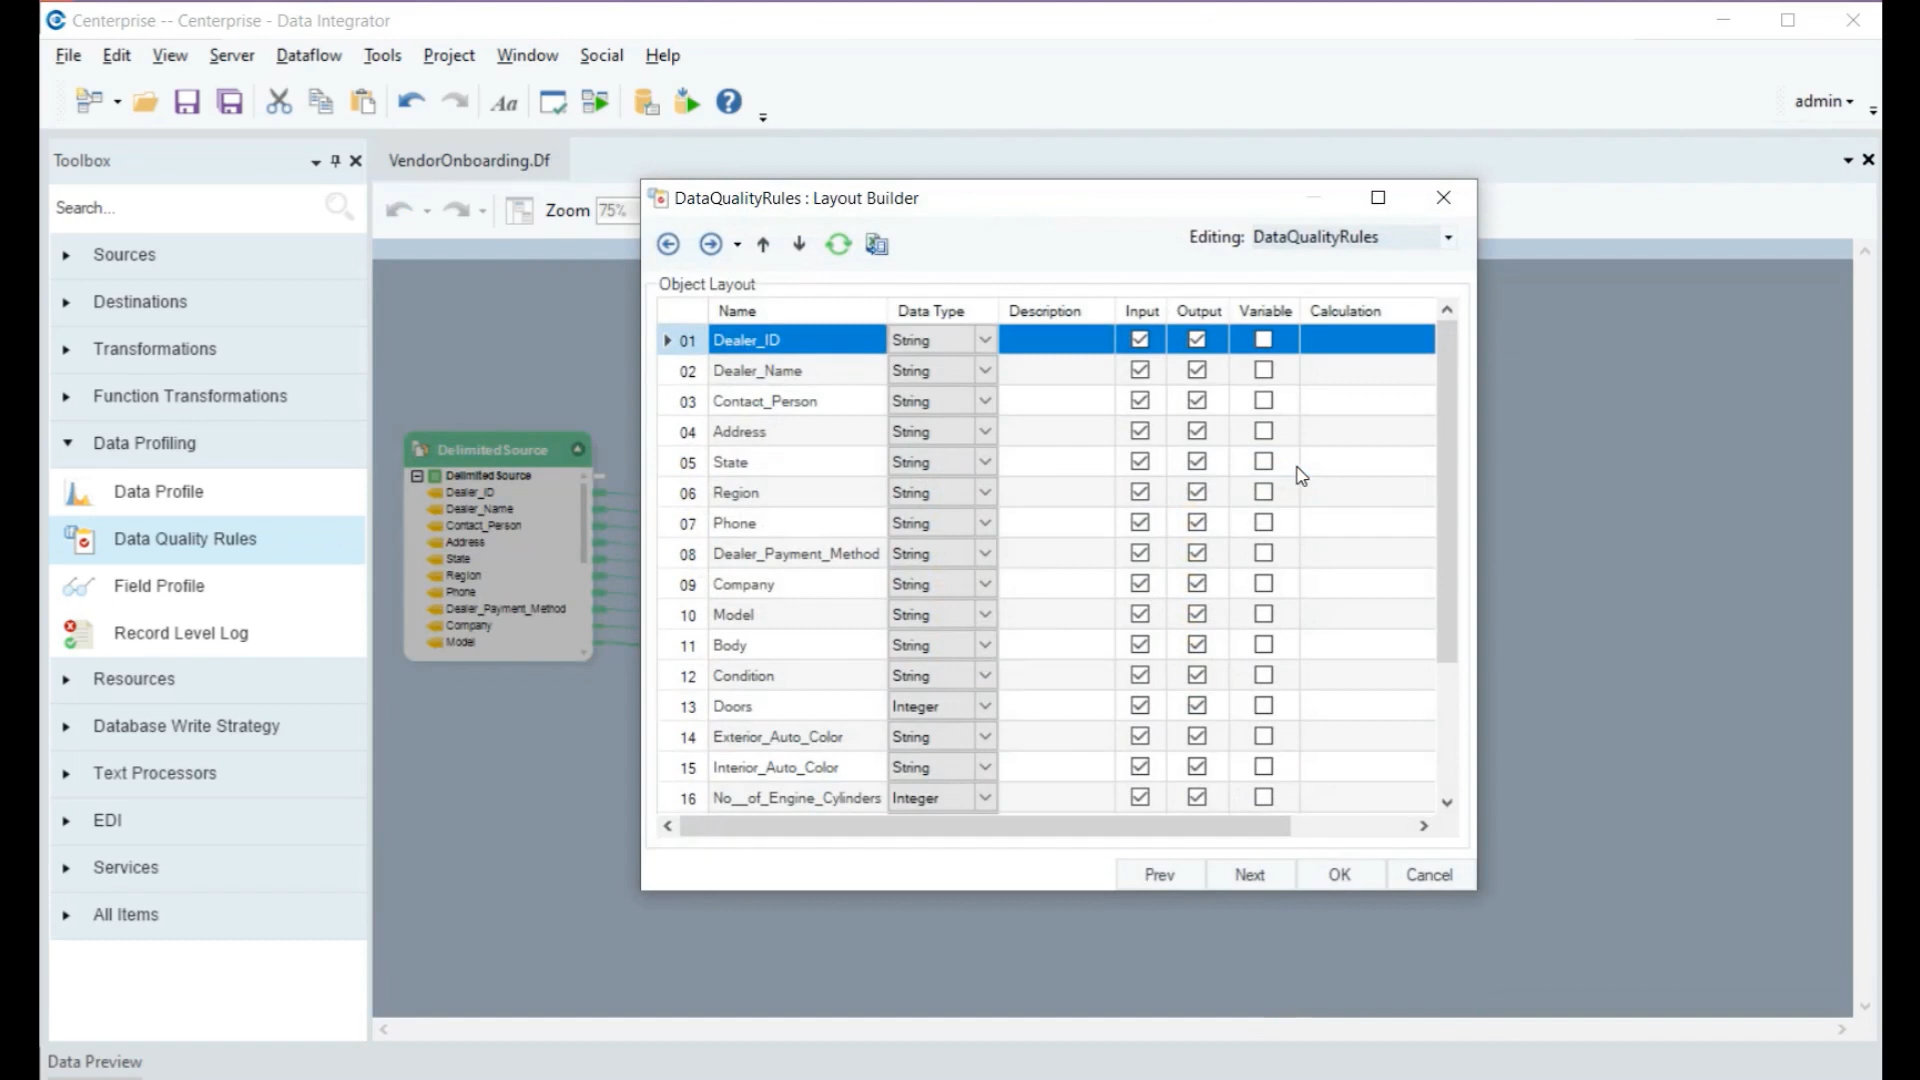 Centerprise -- Centerprise - Data Integrator
File Edit View Server Dataflow Tools Project Window Social Help
Aa
admin
Toolbox
VendorOnboarding.Df
Search...
Zoom 75%
Sources
Destinations
Transformations
Function Transformations
Data Profiling
Data Profile
Data Quality Rules
Field Profile
Record Level Log
Resources
Database Write Strategy
Text Processors
EDI
Services
All Items
DelimitedSource
DelimitedSource
Dealer_ID
Dealer_Name
Contact_Person
Address
State
Region
Phone
Dealer_Payment_Method
Company
Model
DataQualityRules : Layout Builder
Editing: DataQualityRules
Object Layout
Name Data Type Description Input Output Variable Calculation
01 Dealer_ID String
02 Dealer_Name String
03 Contact_Person String
04 Address String
05 State String
06 Region String
07 Phone String
08 Dealer_Payment_Method String
09 Company String
10 Model String
11 Body String
12 Condition String
13 Doors Integer
14 Exterior_Auto_Color String
15 Interior_Auto_Color String
16 No__of_Engine_Cylinders Integer
Prev Next OK Cancel
Data Preview